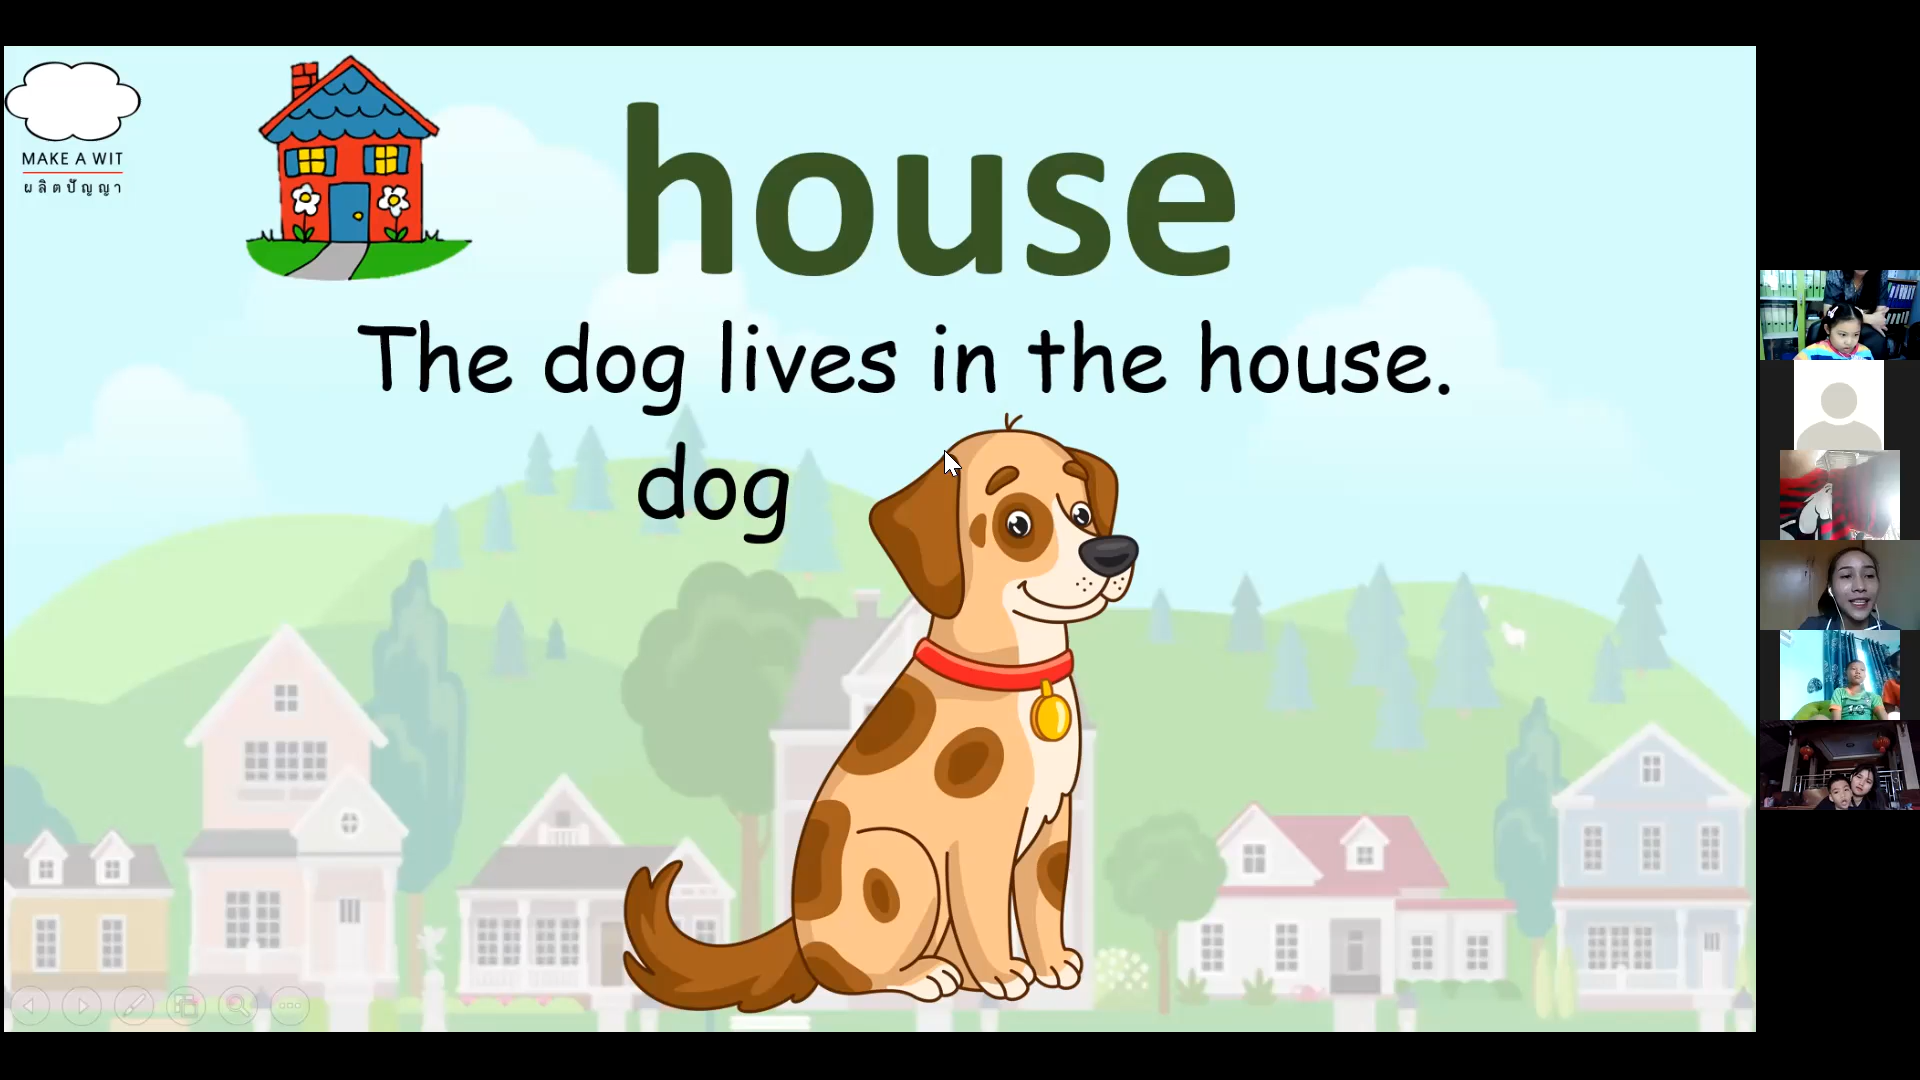 MAKE A WIT
ผลิตปัญญา
house
The dog lives in the house.
dog